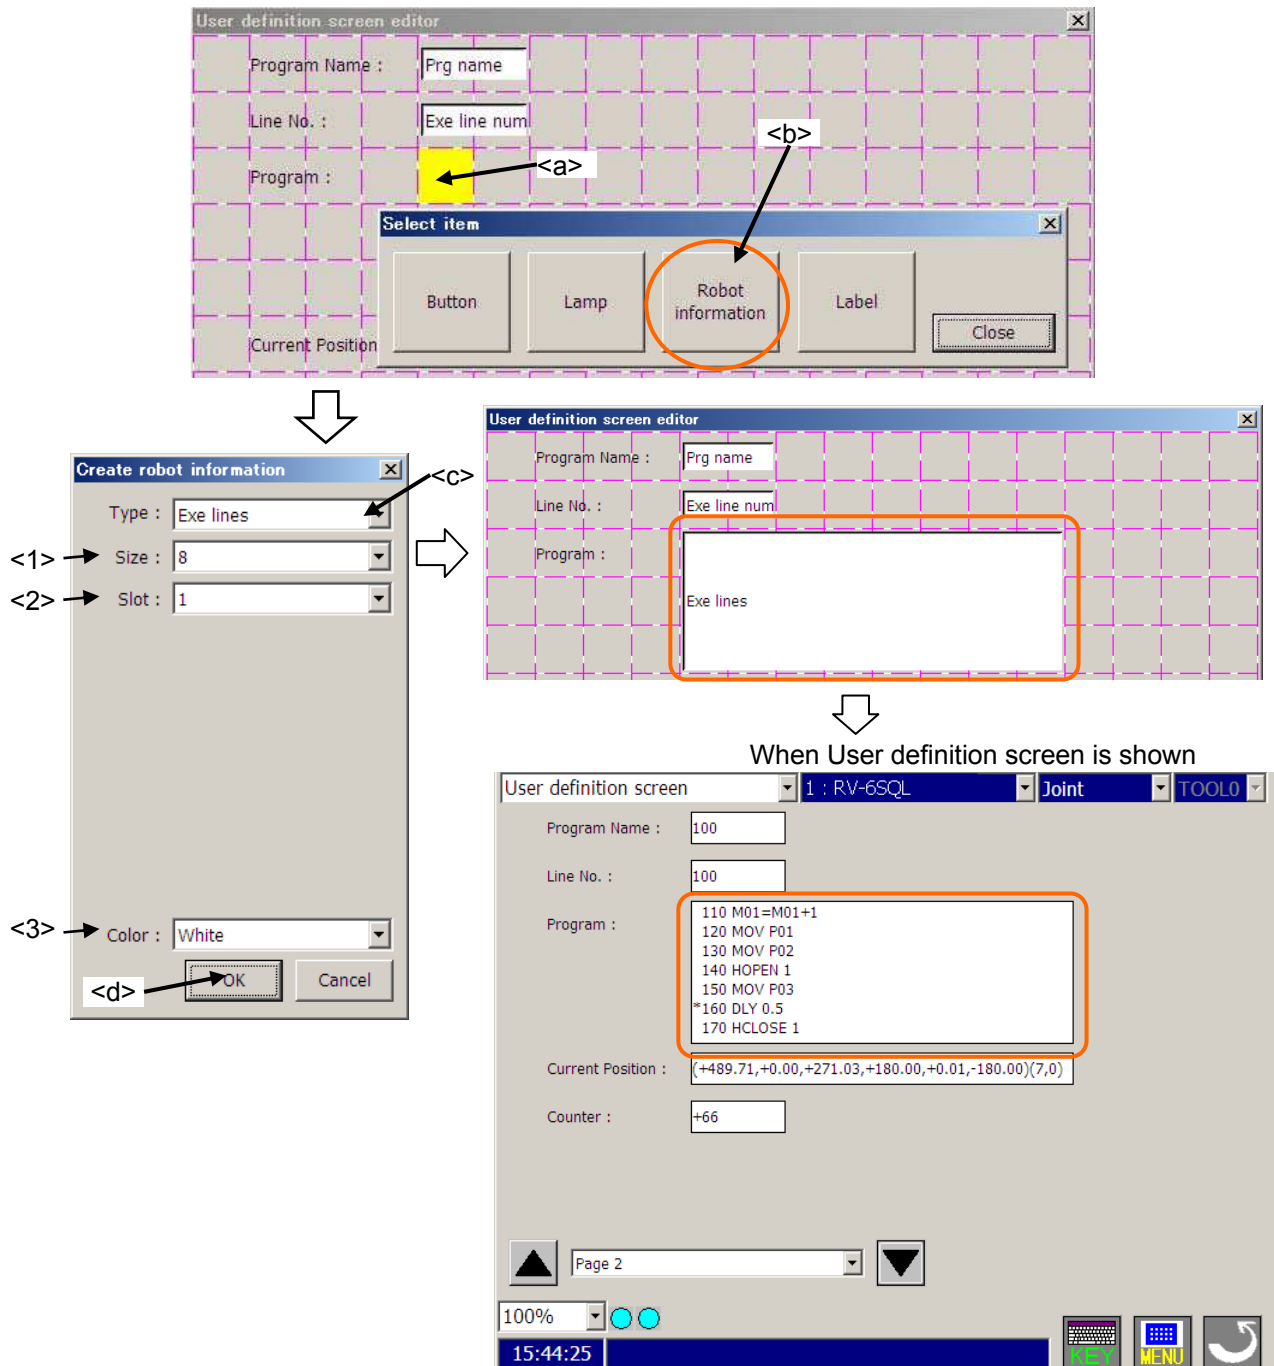 User definition screen editor
Program Name :
Prg name
Line No. :
Exe line num
<b>
<a>
Program :
Select item
Button
Lamp
Robot
information
Label
Close
Current Position
User definition screen editor
Create robot information
<c>
Program Name :
Prg name
Type :
Exe lines
Line No. :
Exe line num
<1>
Size :
8
Program :
<2>
Slot :
1
Exe lines
When User definition screen is shown
User definition screen
1 : RV-6SQL
Joint
TOOL0
Program Name :
100
Line No. :
100
<3>
Color :
White
Program :
110 M01=M01+1
120 MOV P01
130 MOV P02
140 HOPEN 1
150 MOV P03
*160 DLY 0.5
170 HCLOSE 1
<d>
OK
Cancel
Current Position :
(+489.71,+0.00,+271.03,+180.00,+0.01,-180.00)(7,0)
Counter :
+66
Page 2
100%
15:44:25
KEY
MENU